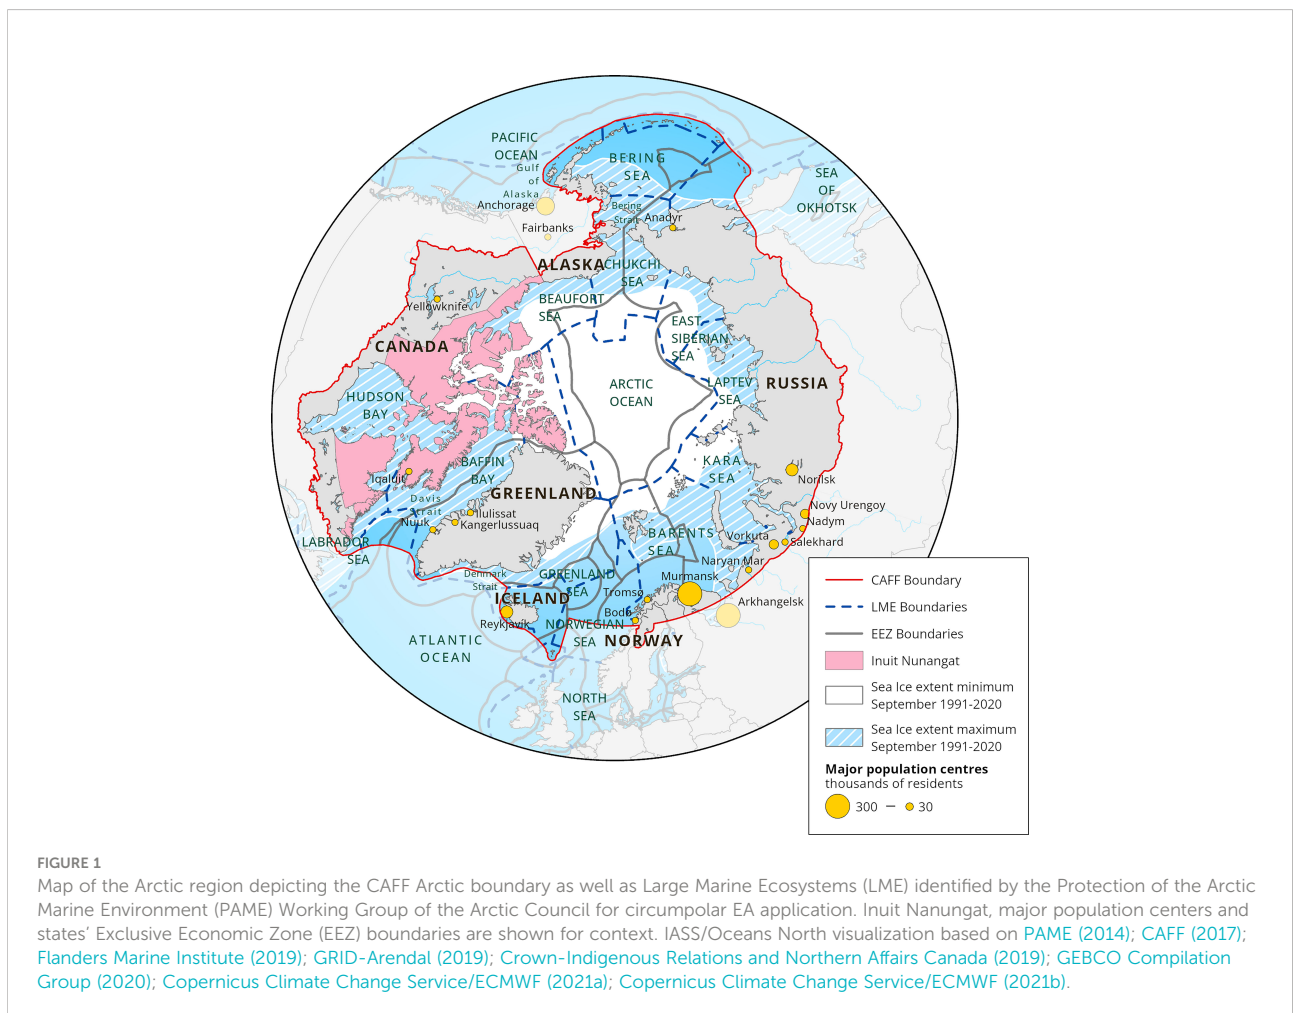 PACIFIC
OCEAN
Gulf
of
Alaska
Anchorage
Fairbanks
BERING
SEA
Bering
Strait
Anadyr
SEA
OF
OKHOTSK
ALASKA
CHUKCHI
SEA
BEAUFORT
SEA
Yellowknife
CANADA
EAST
SIBERIAN
SEA
ARCTIC
OCEAN
LAPTEV
SEA
RUSSIA
HUDSON
BAY
BAFFIN
BAY
KARA
SEA
Iqaluit
Davis
Strait
GREENLAND
Ilulissat
Kangerlussuaq
Nuuk
LABRADOR
SEA
Norilsk
Novy Urengoy
Nadym
Salekhard
Vorkuta
BARENTS
SEA
Naryan Mar
Murmansk
Arkhangelsk
Denmark
Strait
GREENLAND
SEA
Tromsø
Bodø
ICELAND
Reykjavík
NORWEGIAN
SEA
NORWAY
ATLANTIC
OCEAN
NORTH
SEA
CAFF Boundary
LME Boundaries
EEZ Boundaries
Inuit Nunangat
Sea Ice extent minimum
September 1991-2020
Sea Ice extent maximum
September 1991-2020
Major population centres
thousands of residents
300 — 30
FIGURE 1
Map of the Arctic region depicting the CAFF Arctic boundary as well as Large Marine Ecosystems (LME) identified by the Protection of the Arctic
Marine Environment (PAME) Working Group of the Arctic Council for circumpolar EA application. Inuit Nanungat, major population centers and
states’ Exclusive Economic Zone (EEZ) boundaries are shown for context. IASS/Oceans North visualization based on PAME (2014); CAFF (2017);
Flanders Marine Institute (2019); GRID-Arendal (2019); Crown-Indigenous Relations and Northern Affairs Canada (2019); GEBCO Compilation
Group (2020); Copernicus Climate Change Service/ECMWF (2021a); Copernicus Climate Change Service/ECMWF (2021b).